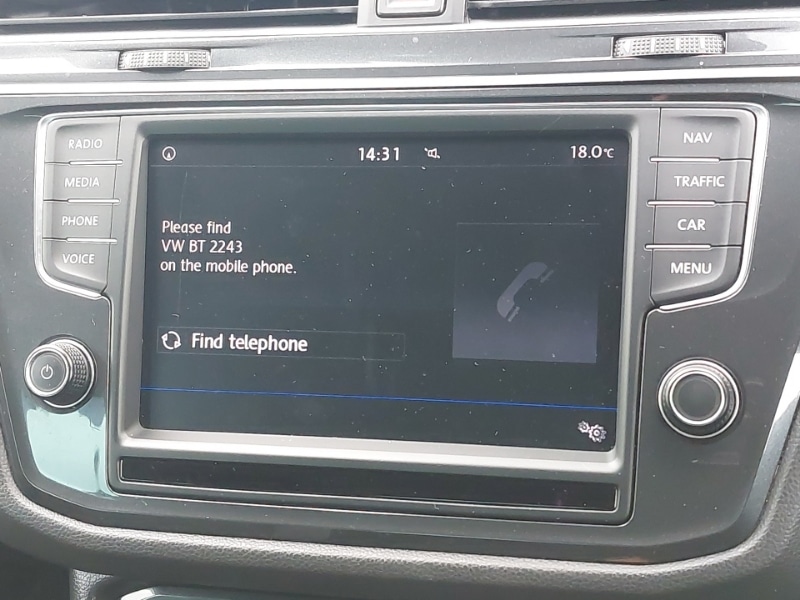 RADIO
MEDIA
PHONE
VOICE
14:31
18.0°C
Please find
VW BT 2243
on the mobile phone.
Find telephone
NAV
TRAFFIC
CAR
MENU